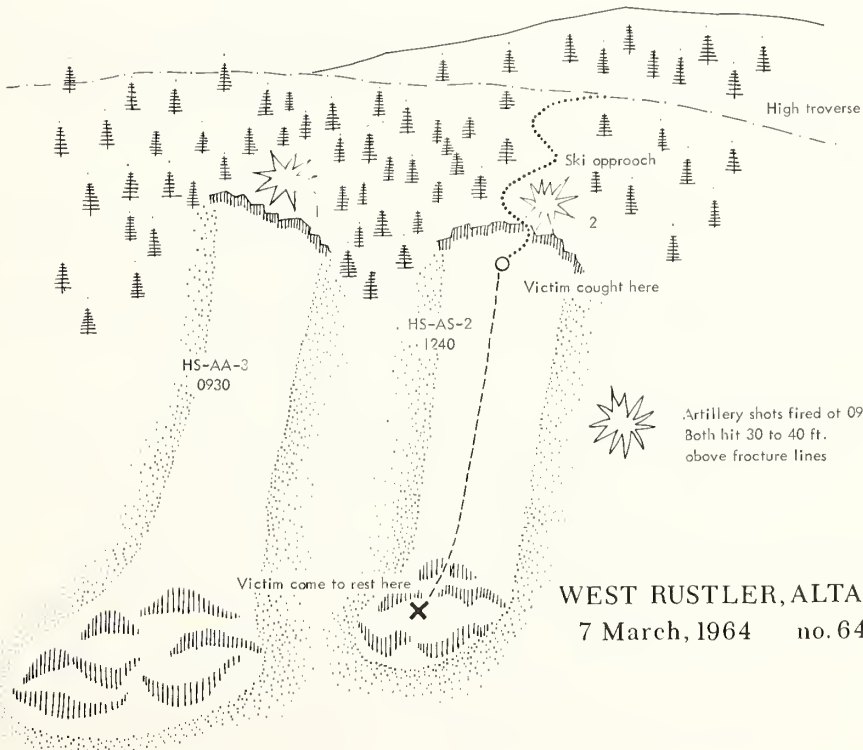 High traverse
Ski approach
1
2
Victim caught here
HS-AS-2
1240
HS-AA-3
0930
Artillery shots fired at 09
Both hit 30 to 40 ft.
above fracture lines
Victim came to rest here
WEST RUSTLER, ALTA
7 March, 1964 no. 64